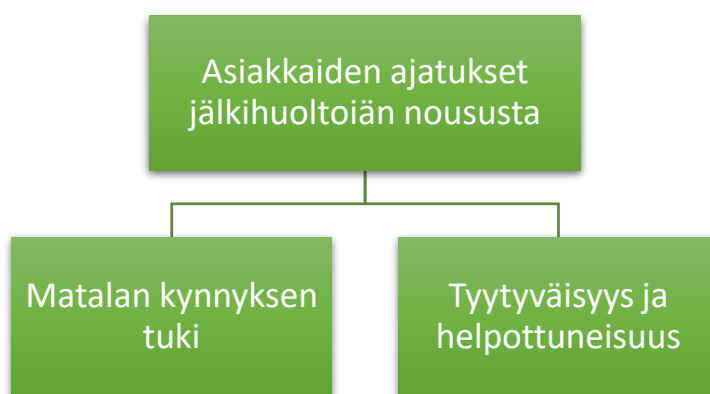 Asiakkaiden ajatukset
jälkihuoltoiän noususta
Matalan kynnyksen
tuki
Tyytyväisyys ja
helpottuneisuus